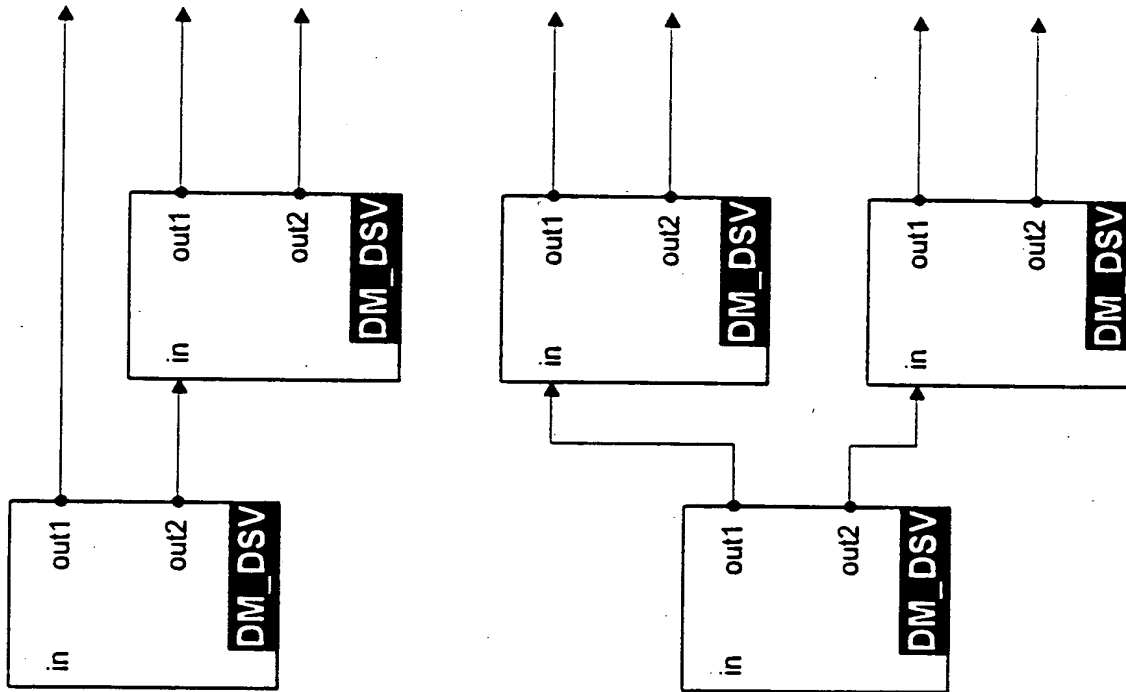 in
out1
out2
DM_DSV
in
out1
out2
DM_DSV
in
out1
out2
DM_DSV
in
out1
out2
DM_DSV
in
out1
out2
DM_DSV